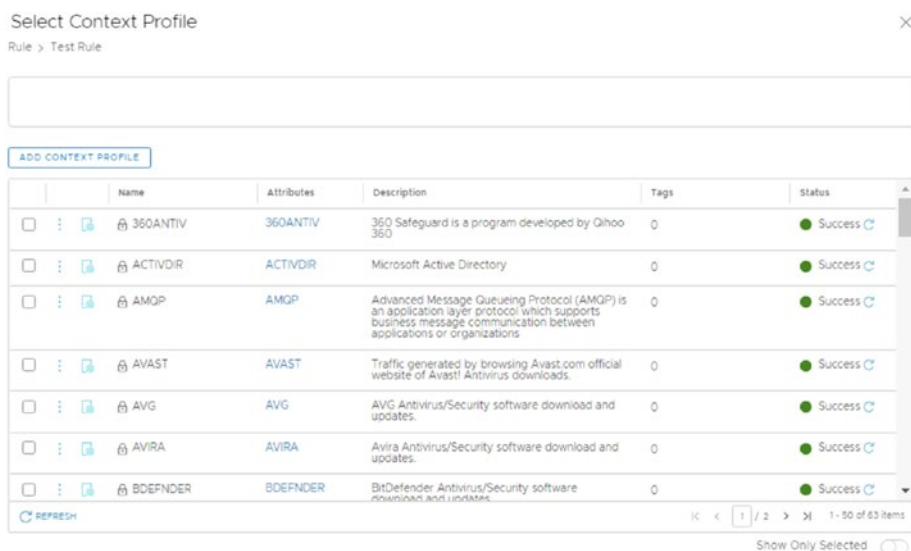 Select Context Profile
Rule > Test Rule
ADD CONTEXT PROFILE
Name Attributes Description Tags Status
360ANTIV 360ANTIV 360 Safeguard is a program developed by Qihoo
360 0 Success
ACTIVDIR ACTIVDIR Microsoft Active Directory 0 Success
AMQP AMQP Advanced Message Queueing Protocol (AMQP) is
an application layer protocol which supports
business message communication between
applications or organizations 0 Success
AVAST AVAST Traffic generated by browsing Avast.com official
website of Avast! Antivirus downloads. 0 Success
AVG AVG AVG Antivirus/Security software download and
updates. 0 Success
AVIRA AVIRA Avira Antivirus/Security software download and
updates. 0 Success
BDEFNDER BDEFNDER BitDefender Antivirus/Security software
download and updates 0 Success
REFRESH 1 / 2 1 - 50 of 63 items
Show Only Selected